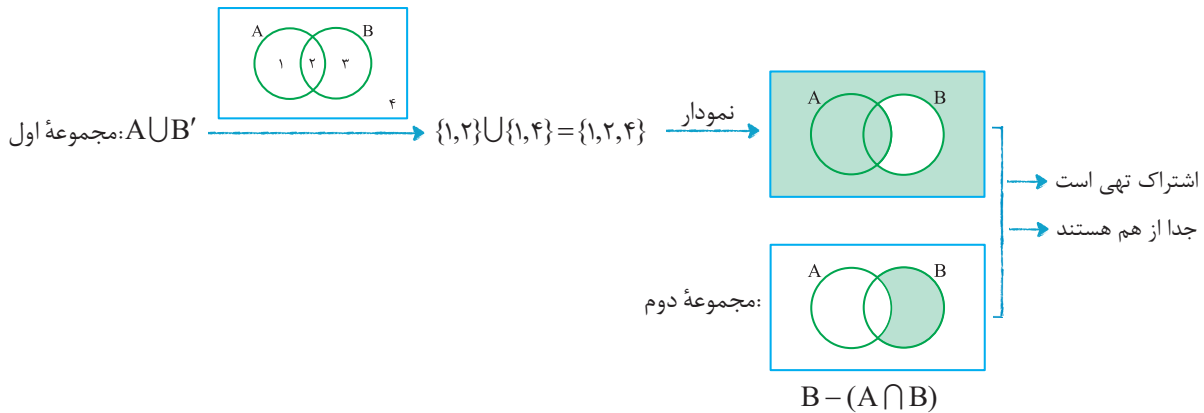 A B
۱ ۲ ۳
۴
مجموعهٔ اول: A∪B′
{۱,۲}∪{۱,۴}={۱,۲,۴}
نمودار
A B
اشتراک تهی است
جدا از هم هستند
مجموعهٔ دوم:
A B
B − (A ∩ B)